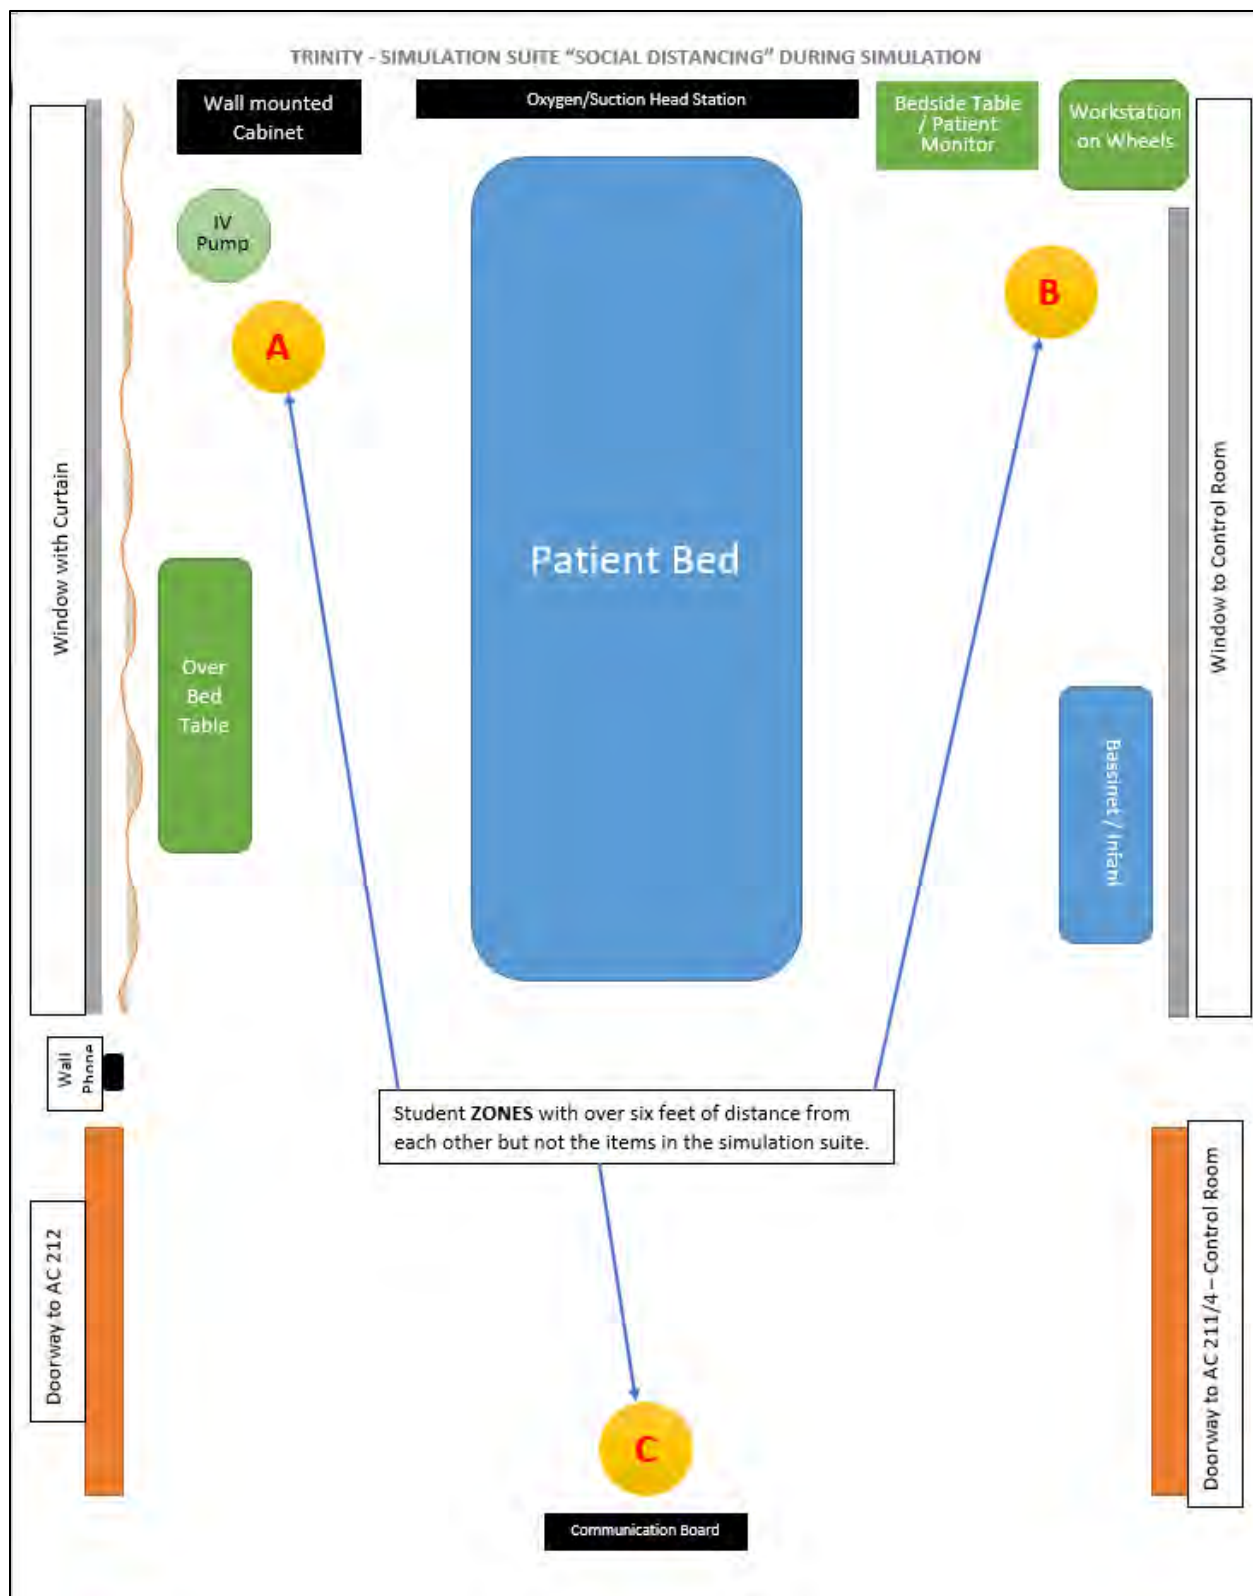 TRINITY - SIMULATION SUITE “SOCIAL DISTANCING” DURING SIMULATION
Wall mounted
Cabinet
Oxygen/Suction Head Station
Bedside Table
/ Patient
Monitor
Workstation
on Wheels
IV
Pump
A
B
Window with Curtain
Patient Bed
Window to Control Room
Over
Bed
Table
Bassinet / Infant
Wall
Phone
Student ZONES with over six feet of distance from
each other but not the items in the simulation suite.
Doorway to AC 212
Doorway to AC 211/4 – Control Room
C
Communication Board